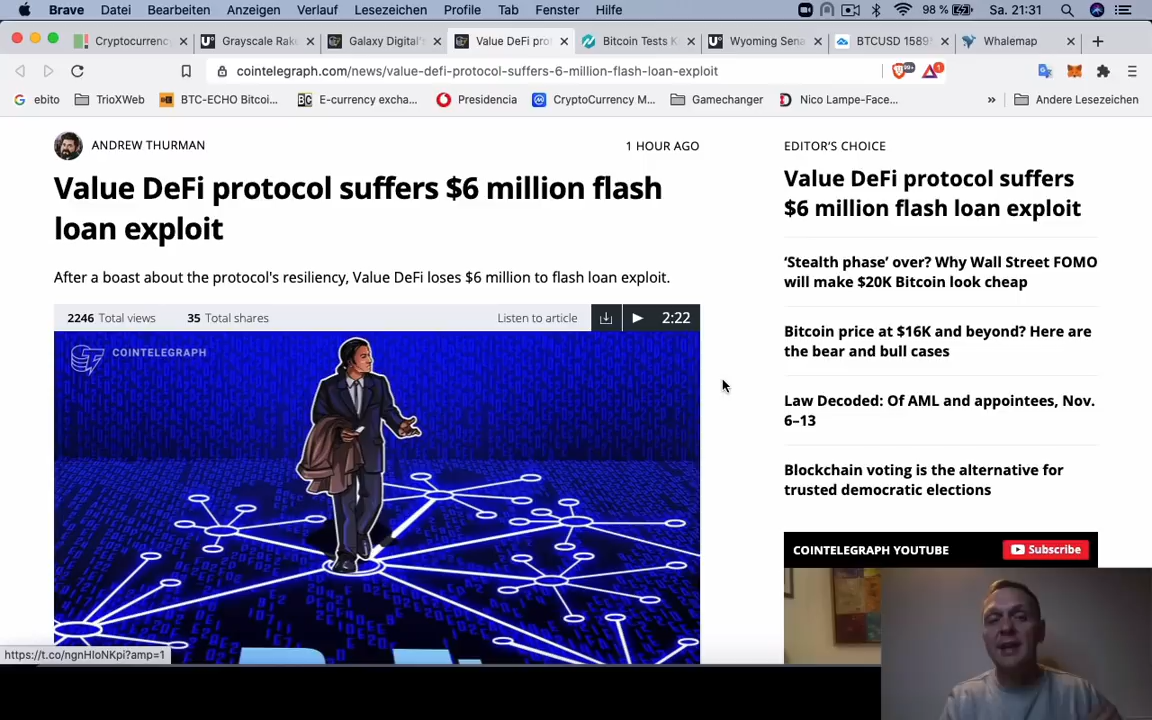 Brave Datei Bearbeiten Anzeigen Verlauf Lesezeichen Profile Tab Fenster Hilfe 98 % Sa. 21:31
Cryptocurrenc Grayscale Rak Galaxy Digital's Value DeFi pro Bitcoin Tests K Wyoming Sena BTCUSD 1589 Whalemap
cointelegraph.com/news/value-defi-protocol-suffers-6-million-flash-loan-exploit 99+ 1
ebito TrioXWeb BTC-ECHO Bitcoi... E-currency excha... Presidencia CryptoCurrency M... Gamechanger Nico Lampe-Face... » Andere Lesezeichen
ANDREW THURMAN 1 HOUR AGO
Value DeFi protocol suffers $6 million flash
loan exploit
After a boast about the protocol's resiliency, Value DeFi loses $6 million to flash loan exploit.
2246 Total views 35 Total shares Listen to article 2:22
COINTELEGRAPH
EDITOR'S CHOICE
Value DeFi protocol suffers
$6 million flash loan exploit
‘Stealth phase’ over? Why Wall Street FOMO
will make $20K Bitcoin look cheap
Bitcoin price at $16K and beyond? Here are
the bear and bull cases
Law Decoded: Of AML and appointees, Nov.
6–13
Blockchain voting is the alternative for
trusted democratic elections
COINTELEGRAPH YOUTUBE Subscribe
https://t.co/ngnHIoNKpi?amp=1